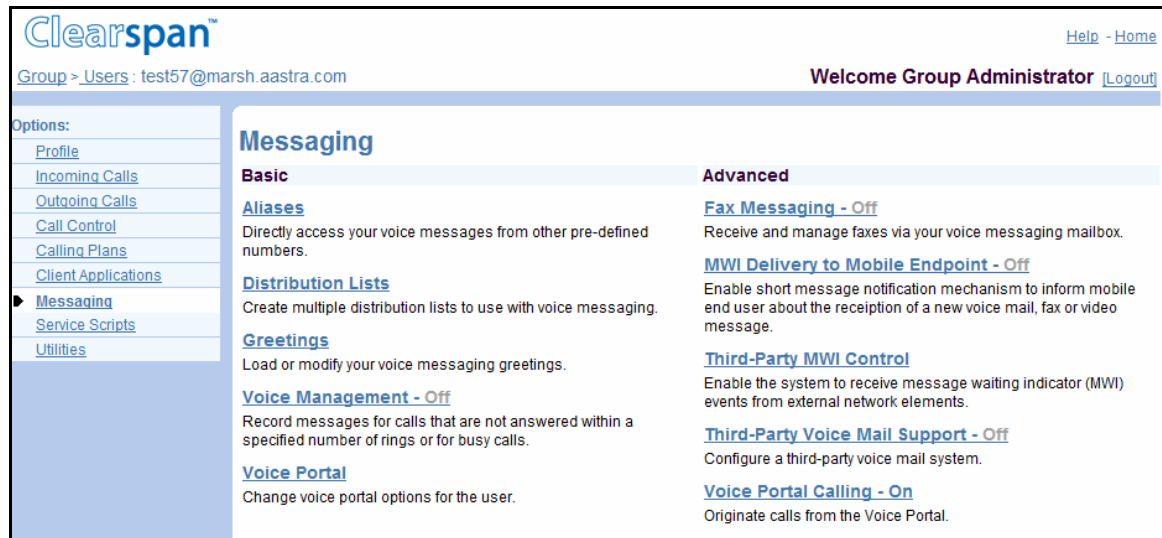 Clearspan™
Help - Home
Group > Users : test57@marsh.aastra.com
Welcome Group Administrator [Logout]
Options:
Profile
Incoming Calls
Outgoing Calls
Call Control
Calling Plans
Client Applications
Messaging
Service Scripts
Utilities
Messaging
Basic
Aliases
Directly access your voice messages from other pre-defined
numbers.
Distribution Lists
Create multiple distribution lists to use with voice messaging.
Greetings
Load or modify your voice messaging greetings.
Voice Management - Off
Record messages for calls that are not answered within a
specified number of rings or for busy calls.
Voice Portal
Change voice portal options for the user.
Advanced
Fax Messaging - Off
Receive and manage faxes via your voice messaging mailbox.
MWI Delivery to Mobile Endpoint - Off
Enable short message notification mechanism to inform mobile
end user about the receiption of a new voice mail, fax or video
message.
Third-Party MWI Control
Enable the system to receive message waiting indicator (MWI)
events from external network elements.
Third-Party Voice Mail Support - Off
Configure a third-party voice mail system.
Voice Portal Calling - On
Originate calls from the Voice Portal.